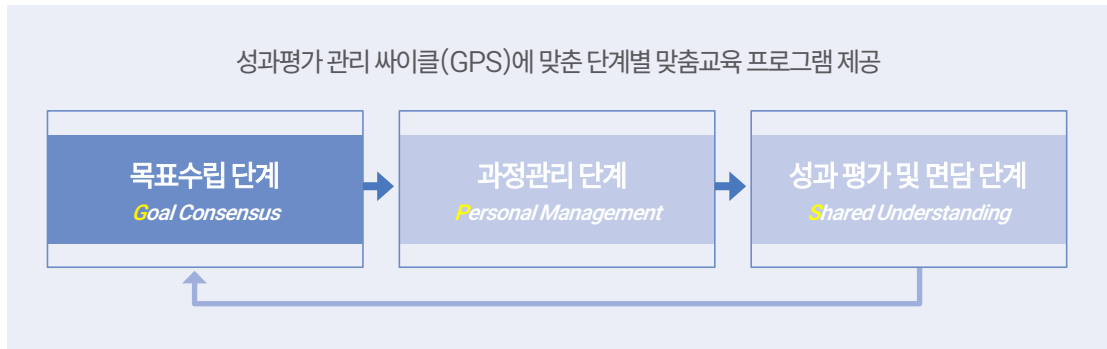 성과평가 관리 싸이클(GPS)에 맞춘 단계별 맞춤교육 프로그램 제공
목표수립 단계
Goal Consensus
과정관리 단계
Personal Management
성과 평가 및 면담 단계
Shared Understanding